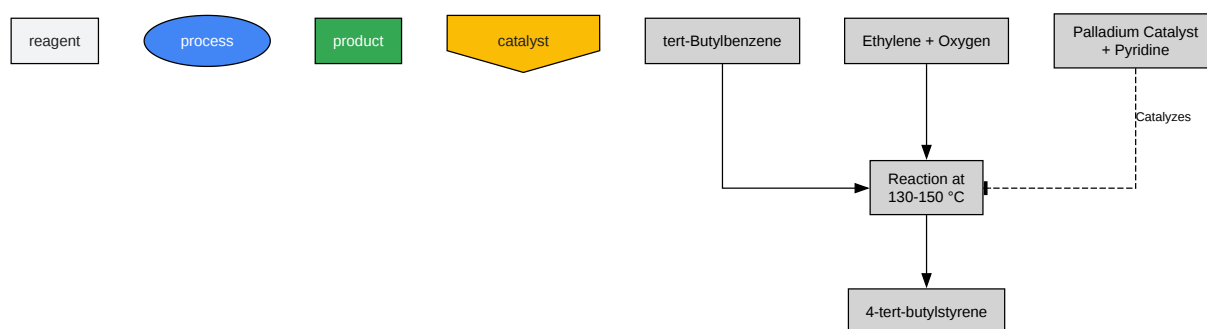 reagent
process
product
catalyst
tert-Butylbenzene
Ethylene + Oxygen
Palladium Catalyst
+ Pyridine
Catalyzes
Reaction at
130-150 °C
4-tert-butylstyrene